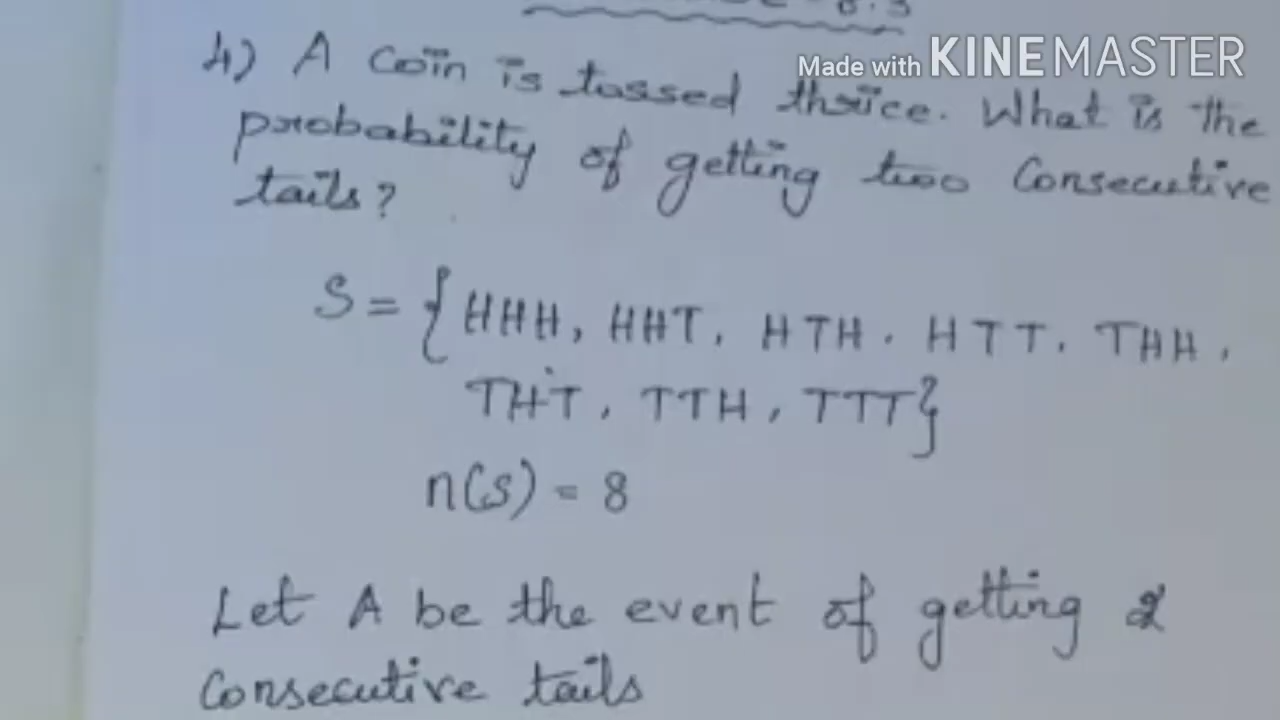 Made with KINEMASTER
4) A Coin is tossed thrice. What is the
probability of getting two Consecutive
tails?
S = {HHH, HHT, HTH, HTT, THH,
THT, TTH, TTT}
n(S) = 8
Let A be the event of getting 2
Consecutive tails